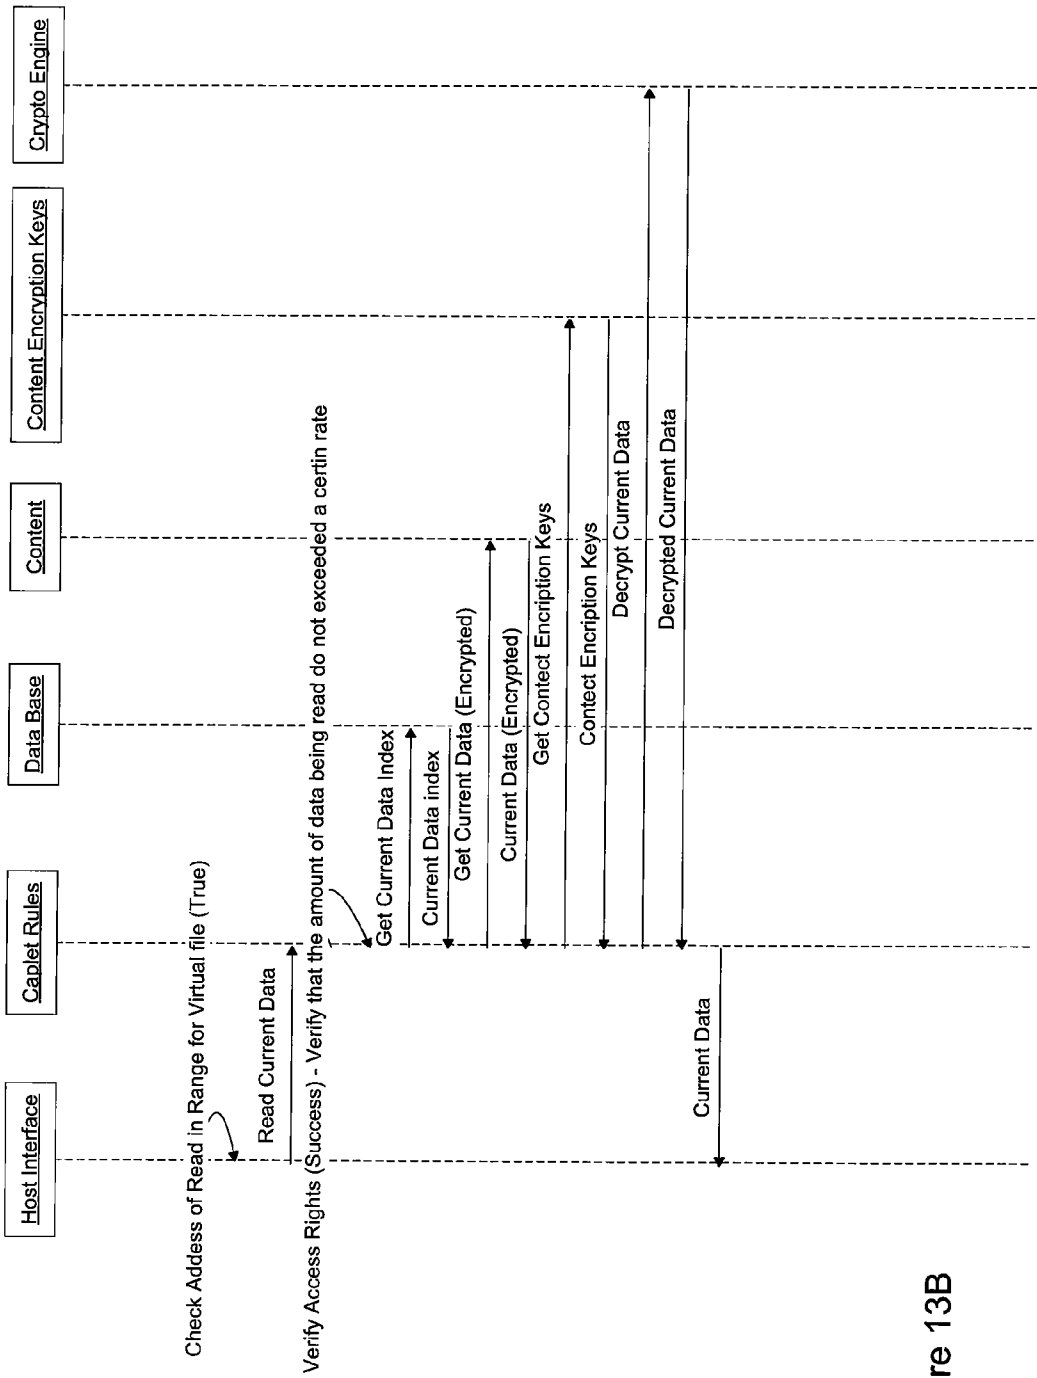 Host Interface
Caplet Rules
Data Base
Content
Content Encryption Keys
Crypto Engine
Check Addess of Read in Range for Virtual file (True)
Read Current Data
Verify Access Rights (Success) - Verify that the amount of data being read do not exceeded a certin rate
Get Current Data Index
Current Data index
Get Current Data (Encrypted)
Current Data (Encrypted)
Get Contect Encription Keys
Contect Encription Keys
Decrypt Current Data
Decrypted Current Data
Current Data
re 13B